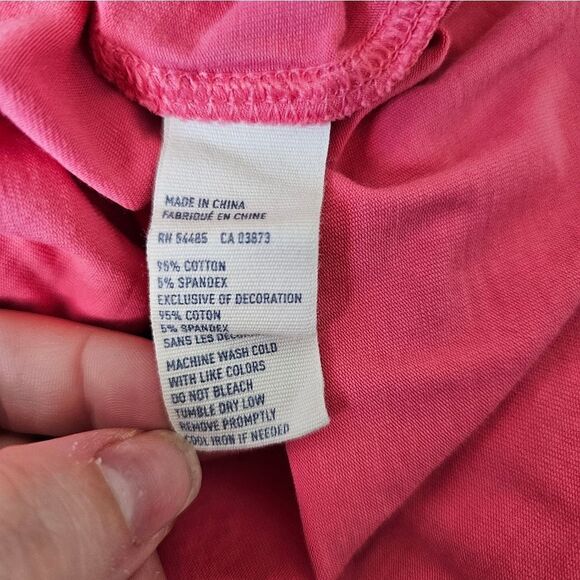 MADE IN CHINA
FABRIQUÉ EN CHINE
RN 54485 CA 03873
95% COTTON
5% SPANDEX
EXCLUSIVE OF DECORATION
95% COTON
5% SPANDEX
SANS LES
MACHINE WASH COLD
WITH LIKE COLORS
DO NOT BLEACH
TUMBLE DRY LOW
REMOVE PROMPTLY
COOL IRON IF NEEDED